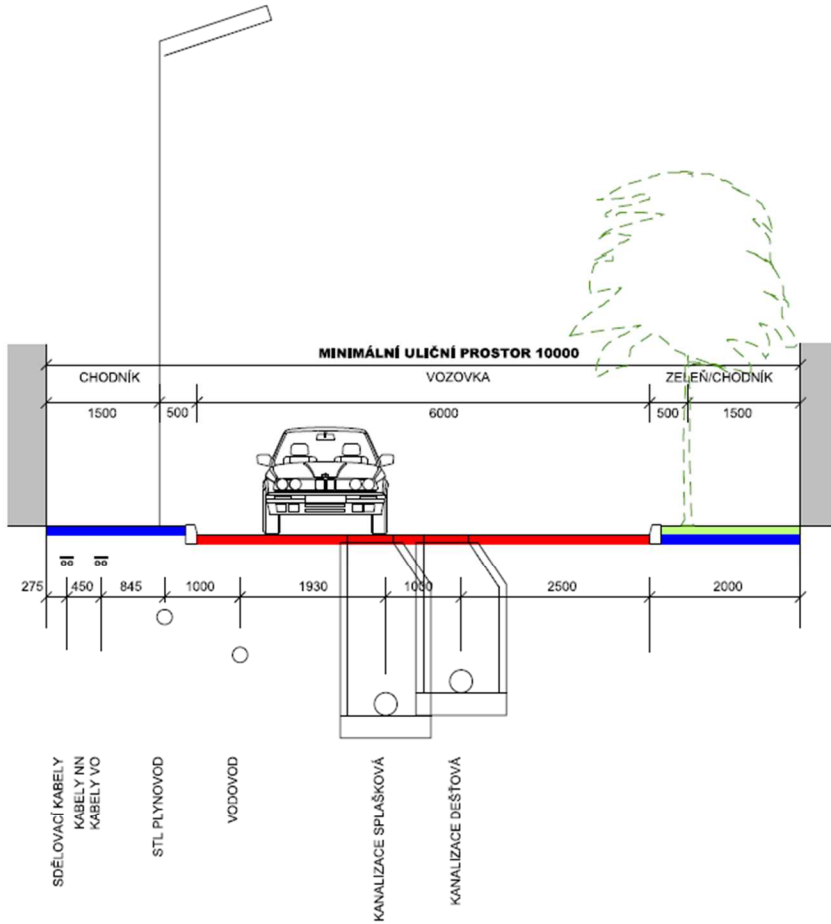 MINIMÁLNÍ ULIČNÍ PROSTOR 10000
CHODNÍK
VOZOVKA
ZELEŇ/CHODNÍK
1500
500
6000
500
1500
275
450
845
1000
1930
1000
2500
2000
SDĚLOVACÍ KABELY
KABELY NN
KABELY VO
STL PLYNOVOD
VODOVOD
KANALIZACE SPLAŠKOVÁ
KANALIZACE DEŠŤOVÁ